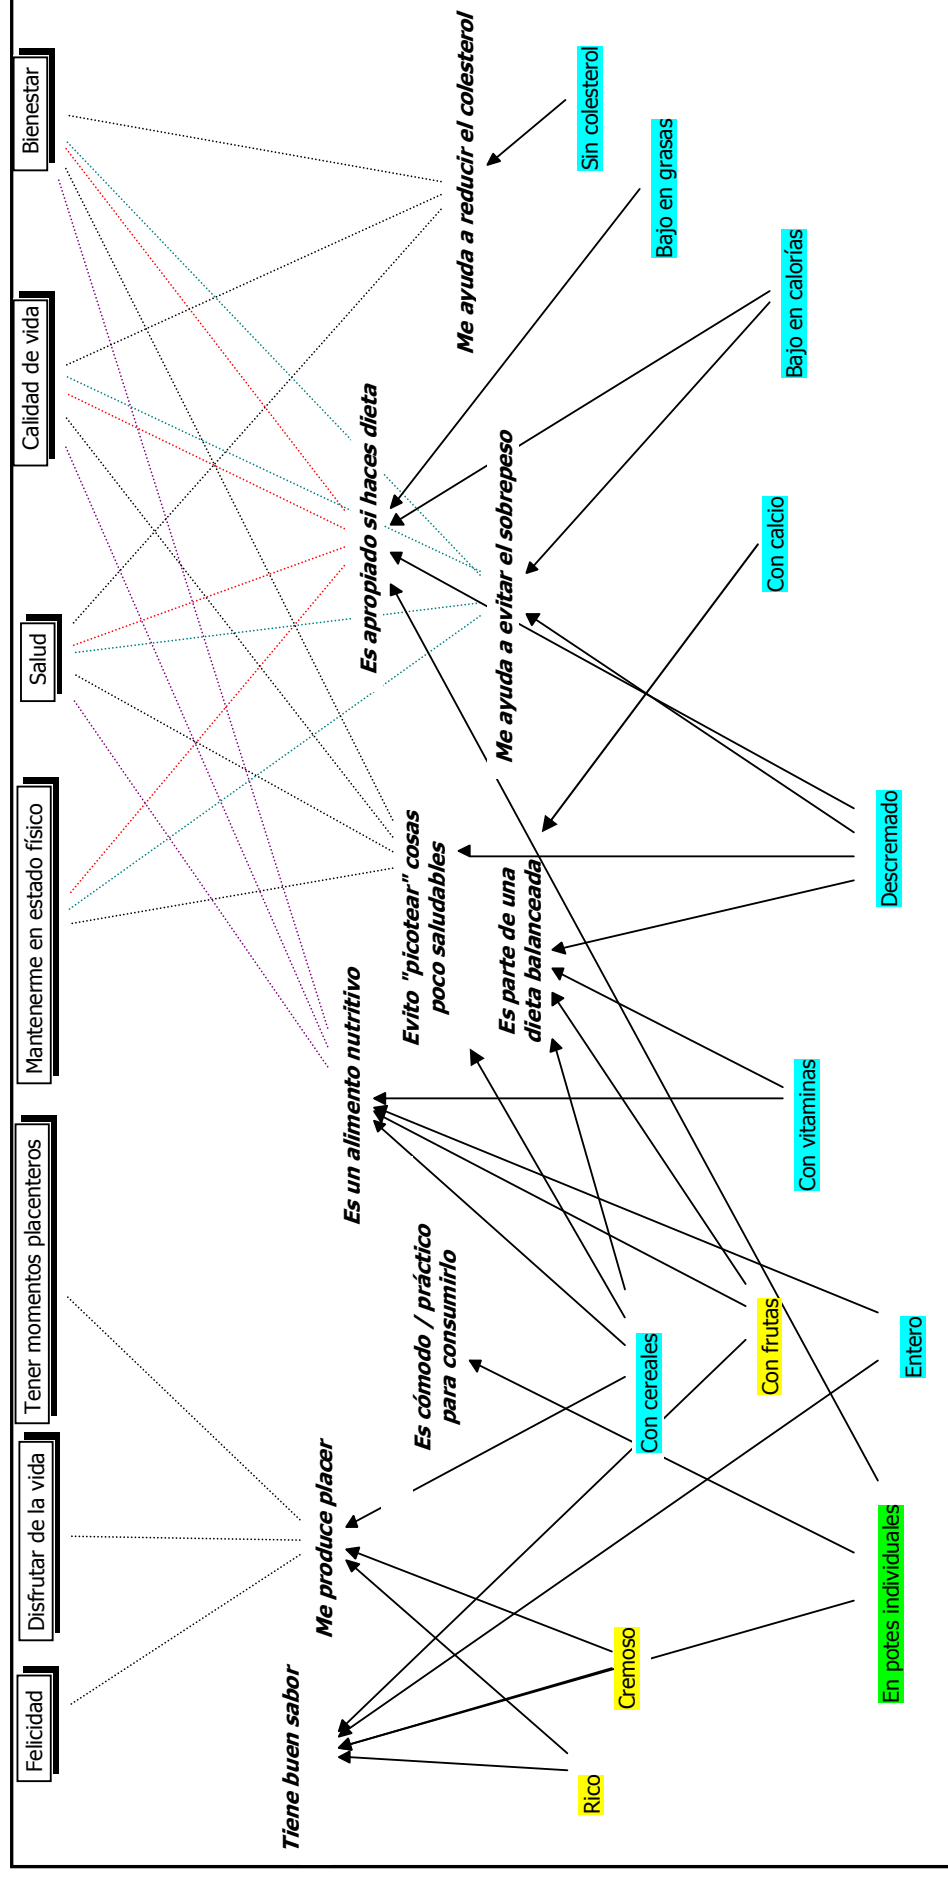 Felicidad
Disfrutar de la vida
Tener momentos placenteros
Mantenerme en estado físico
Salud
Calidad de vida
Bienestar
Tiene buen sabor
Me produce placer
Es cómodo / práctico
para consumirlo
Es un alimento nutritivo
Evito "picotear" cosas
poco saludables
Es parte de una
dieta balanceada
Es apropiado si haces dieta
Me ayuda a evitar el sobrepeso
Me ayuda a reducir el colesterol
Rico
Cremoso
En potes individuales
Con cereales
Con frutas
Entero
Con vitaminas
Descremado
Con calcio
Bajo en calorías
Bajo en grasas
Sin colesterol